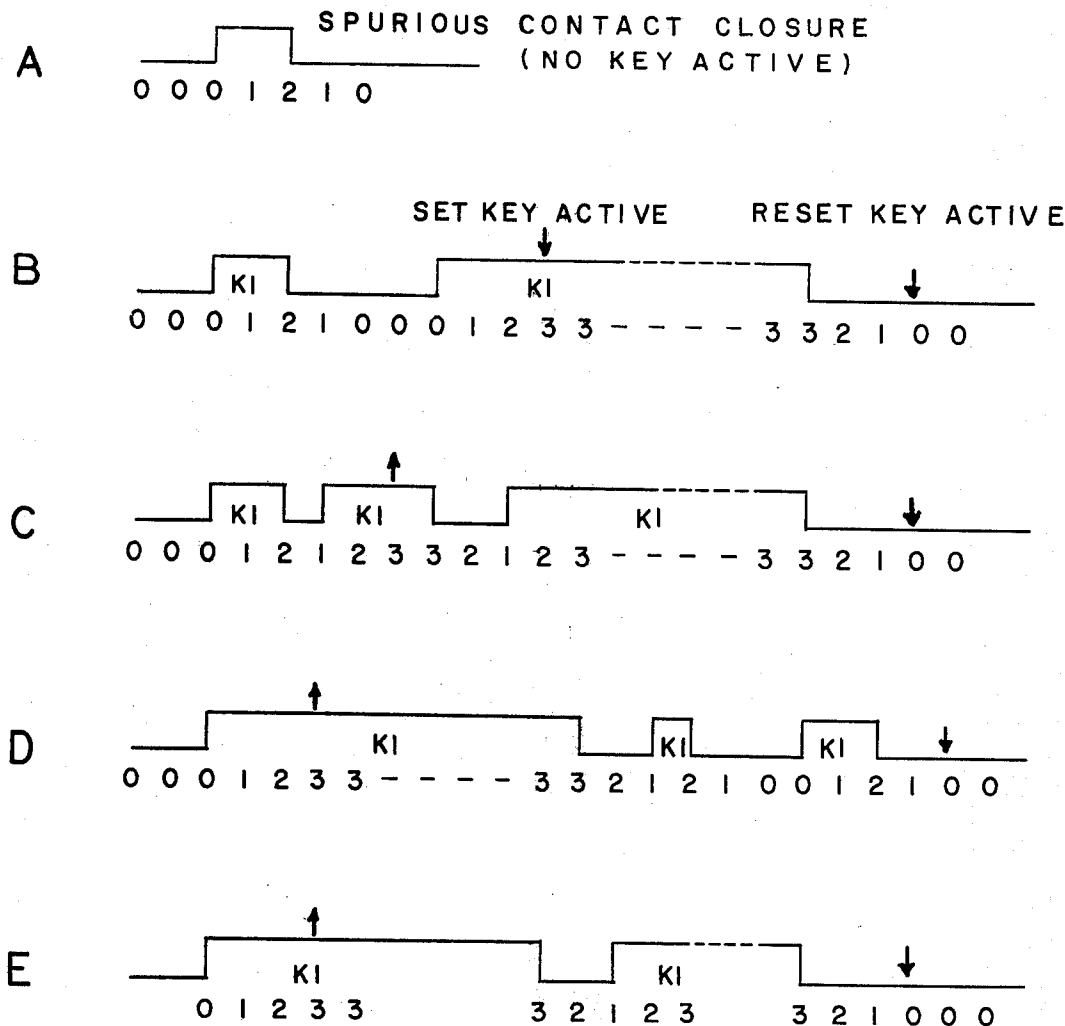 SPURIOUS CONTACT CLOSURE
A (NO KEY ACTIVE)
0 0 0 1 2 1 0
SET KEY ACTIVE RESET KEY ACTIVE
B K1 K1
0 0 0 1 2 1 0 0 0 1 2 3 3 - - - - 3 3 2 1 0 0
C K1 K1 K1
0 0 0 1 2 1 2 3 3 2 1 2 3 - - - - 3 3 2 1 0 0
D K1 K1 K1
0 0 0 1 2 3 3 - - - - 3 3 2 1 2 1 0 0 1 2 1 0 0
E K1 K1
0 1 2 3 3 3 2 1 2 3 3 2 1 0 0 0